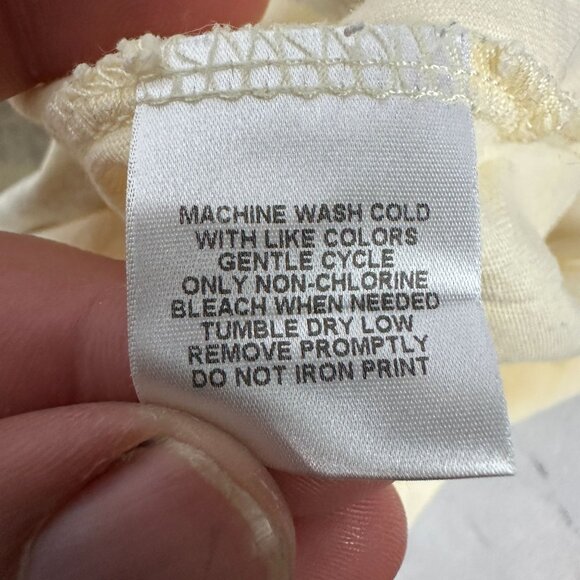 MACHINE WASH COLD
WITH LIKE COLORS
GENTLE CYCLE
ONLY NON-CHLORINE
BLEACH WHEN NEEDED
TUMBLE DRY LOW
REMOVE PROMPTLY
DO NOT IRON PRINT